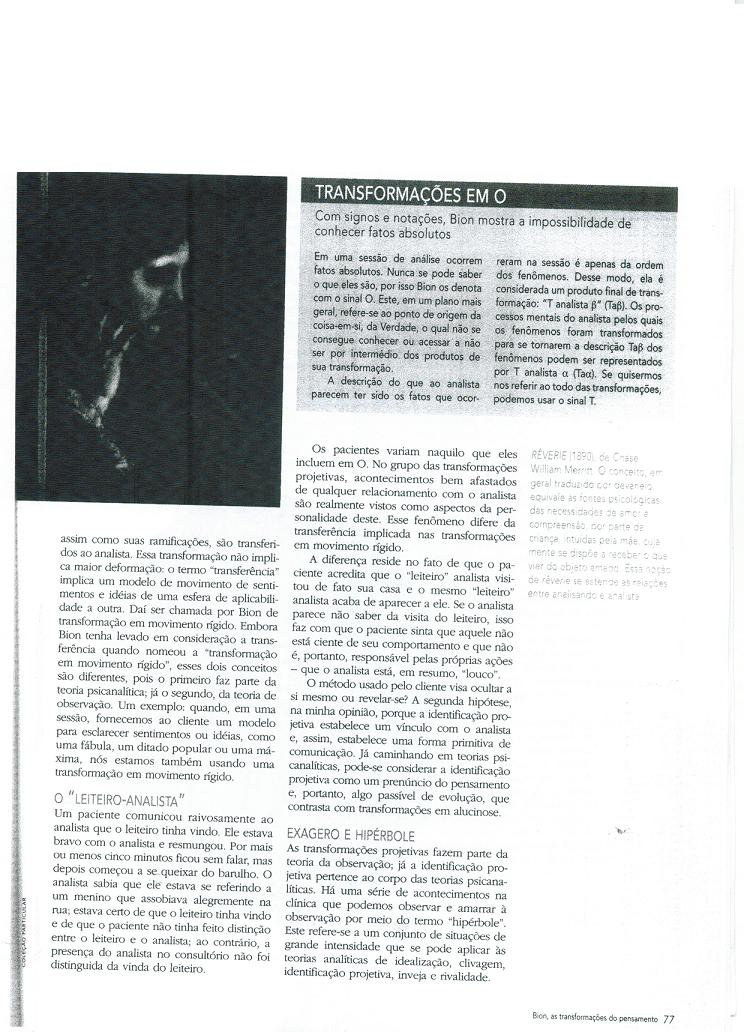 TRANSFORMAÇÕES EM O
Com signos e notações, Bion mostra a impossibilidade de
conhecer fatos absolutos
Em uma sessão de análise ocorrem
fatos absolutos. Nunca se pode saber
o que eles são, por isso Bion os denota
com o sinal O. Este, em um plano mais
geral, refere-se ao ponto de origem da
coisa-em-si, da Verdade, o qual não se
consegue conhecer ou acessar a não
ser por intermédio dos produtos de
sua transformação.
A descrição do que ao analista
parecem ter sido os fatos que ocor-
reram na sessão é apenas da ordem
dos fenômenos. Desse modo, ela é
considerada um produto final de trans-
formação: "T analista β" (Taβ). Os pro-
cessos mentais do analista pelos quais
os fenômenos foram transformados
para se tornarem a descrição Taβ dos
fenômenos podem ser representados
por T analista α (Taα). Se quisermos
nos referir ao todo das transformações,
podemos usar o sinal T.
assim como suas ramificações, são transferi-
dos ao analista. Essa transformação não impli-
ca maior deformação: o termo "transferência"
implica um modelo de movimento de senti-
mentos e idéias de uma esfera de aplicabili-
dade a outra. Daí ser chamada por Bion de
transformação em movimento rígido. Embora
Bion tenha levado em consideração a trans-
ferência quando nomeou a "transformação
em movimento rígido", esses dois conceitos
são diferentes, pois o primeiro faz parte da
teoria psicanalítica; já o segundo, da teoria de
observação. Um exemplo: quando, em uma
sessão, fornecemos ao cliente um modelo
para esclarecer sentimentos ou idéias, como
uma fábula, um ditado popular ou uma má-
xima, nós estamos também usando uma
transformação em movimento rígido.
O "LEITEIRO-ANALISTA"
Um paciente comunicou raivosamente ao
analista que o leiteiro tinha vindo. Ele estava
bravo com o analista e resmungou. Por mais
ou menos cinco minutos ficou sem falar, mas
depois começou a se queixar do barulho. O
analista sabia que ele estava se referindo a
um menino que assobiava alegremente na
rua; estava certo de que o leiteiro tinha vindo
e de que o paciente não tinha feito distinção
entre o leiteiro e o analista; ao contrário, a
presença do analista no consultório não foi
distinguida da vinda do leiteiro.
COLEÇÃO PARTICULAR
Os pacientes variam naquilo que eles
incluem em O. No grupo das transformações
projetivas, acontecimentos bem afastados
de qualquer relacionamento com o analista
são realmente vistos como aspectos da per-
sonalidade deste. Esse fenômeno difere da
transferência implicada nas transformações
em movimento rígido.
A diferença reside no fato de que o pa-
ciente acredita que o "leiteiro" analista visi-
tou de fato sua casa e o mesmo "leiteiro"
analista acaba de aparecer a ele. Se o analista
parece não saber da visita do leiteiro, isso
faz com que o paciente sinta que aquele não
está ciente de seu comportamento e que não
é, portanto, responsável pelas próprias ações
– que o analista está, em resumo, "louco".
O método usado pelo cliente visa ocultar a
si mesmo ou revelar-se? A segunda hipótese,
na minha opinião, porque a identificação pro-
jetiva estabelece um vínculo com o analista
e, assim, estabelece uma forma primitiva de
comunicação. Já caminhando em teorias psi-
canalíticas, pode-se considerar a identificação
projetiva como um prenúncio do pensamento
e, portanto, algo passível de evolução, que
contrasta com transformações em alucinose.
EXAGERO E HIPÉRBOLE
As transformações projetivas fazem parte da
teoria da observação; já a identificação pro-
jetiva pertence ao corpo das teorias psicana-
líticas. Há uma série de acontecimentos na
clínica que podemos observar e amarrar à
observação por meio do termo "hipérbole".
Este refere-se a um conjunto de situações de
grande intensidade que se pode aplicar às
teorias analíticas de idealização, clivagem,
identificação projetiva, inveja e rivalidade.
RÊVERIE (1890), de Chase
William Merritt. O conceito, em
geral traduzido por devaneio,
equivale às fontes psicológicas
das necessidades de amor e
compreensão, por parte da
criança, intuídas pela mãe, cuja
mente se dispõe a receber o que
vier do objeto amado. Essa noção
de rêverie se estende às relações
entre analisando e analista
Bion, as transformações do pensamento 77